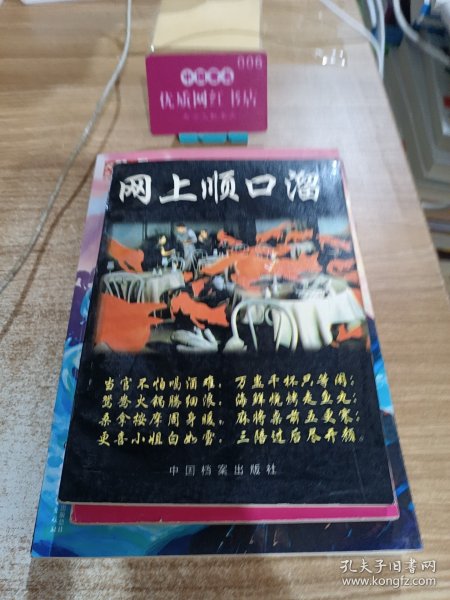 006
优质网红书店
网上顺口溜
当官不怕喝酒难，万盏千杯只等闲；
鸳鸯火锅腾细浪，海鲜烧烤走鱼丸；
桑拿按摩周身暖，麻将桌前五更寒；
更喜小姐白如雪，三陪过后尽开颜。
中国档案出版社
孔夫子旧书网
www.kongfz.com